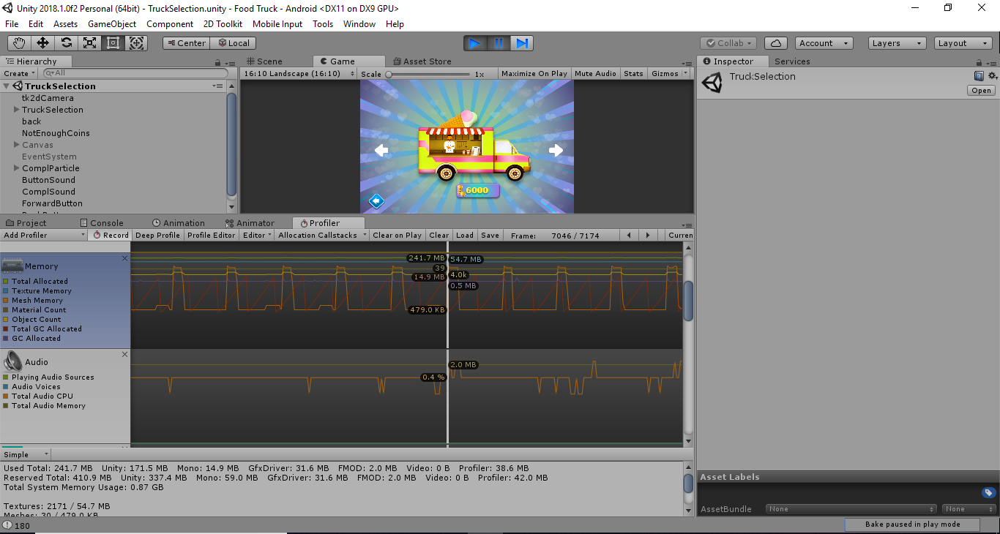 Unity 2018.1.0f2 Personal (64bit) - TruckSelection.unity - Food Truck - Android <DX11 on DX9 GPU>
File Edit Assets GameObject Component 2D Toolkit Mobile Input Tools Window Help
Center Local Collab Account Layers Layout
Hierarchy Scene Game Asset Store Inspector Services
Create All 16:10 Landscape (16:10) Scale 1x Maximize On Play Mute Audio Stats Gizmos TruckSelection
Open
TruckSelection
tk2dCamera
TruckSelection
back
NotEnoughCoins
Canvas
EventSystem
ComplParticle
ButtonSound
ComplSound
ForwardButton
6000
Project Console Animation Animator Profiler
Add Profiler Record Deep Profile Profile Editor Editor Allocation Callstacks Clear on Play Clear Load Save Frame: 7046 / 7174 Curren
Memory
Total Allocated
Texture Memory
Mesh Memory
Material Count
Object Count
Total GC Allocated
GC Allocated
241.7 MB 54.7 MB
39
14.9 MB 4.0k
0.5 MB
479.0 KB
Audio
Playing Audio Sources
Audio Voices
Total Audio CPU
Total Audio Memory
2.0 MB
0.4 %
Simple
Used Total: 241.7 MB Unity: 171.5 MB Mono: 14.9 MB GfxDriver: 31.6 MB FMOD: 2.0 MB Video: 0 B Profiler: 38.6 MB
Reserved Total: 410.9 MB Unity: 337.4 MB Mono: 59.0 MB GfxDriver: 31.6 MB FMOD: 2.0 MB Video: 0 B Profiler: 42.0 MB
Total System Memory Usage: 0.87 GB
Textures: 2171 / 54.7 MB
Meshes: 30 / 479.0 KB
Asset Labels
AssetBundle None None
180
Bake paused in play mode